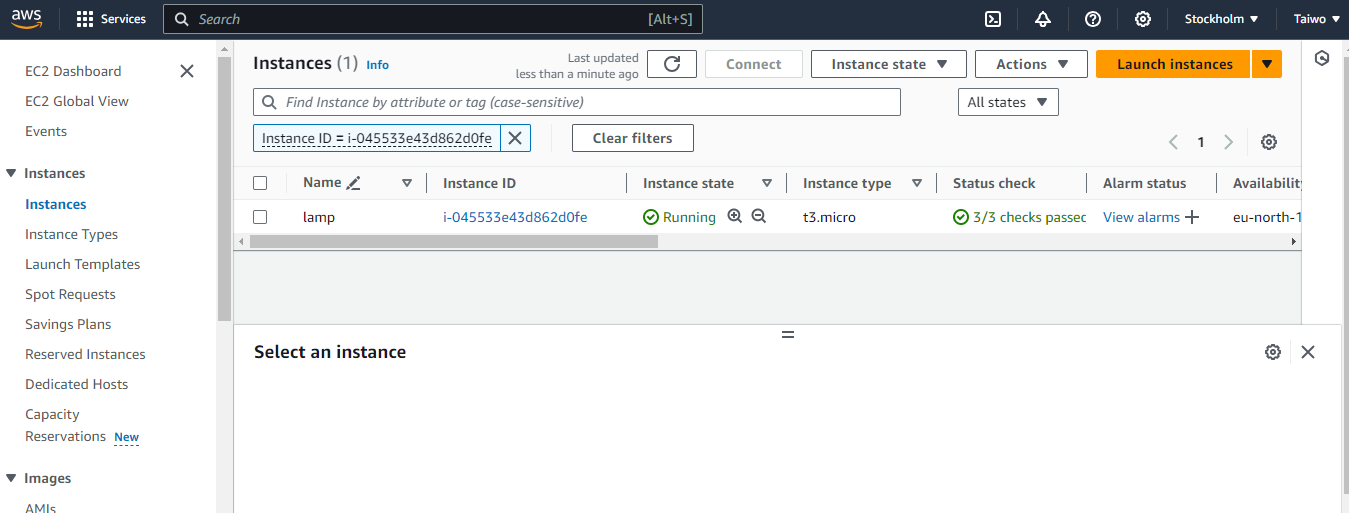 aws Services Search [Alt+S] Stockholm Taiwo
EC2 Dashboard
EC2 Global View
Events
Instances
Instances
Instance Types
Launch Templates
Spot Requests
Savings Plans
Reserved Instances
Dedicated Hosts
Capacity
Reservations New
Images
AMIs
Instances (1) Info
Last updated
less than a minute ago
Connect Instance state Actions Launch instances
Find Instance by attribute or tag (case-sensitive) All states
Instance ID = i-045533e43d862d0fe Clear filters 1
Name Instance ID Instance state Instance type Status check Alarm status Availability
lamp i-045533e43d862d0fe Running t3.micro 3/3 checks passed View alarms eu-north-1
Select an instance